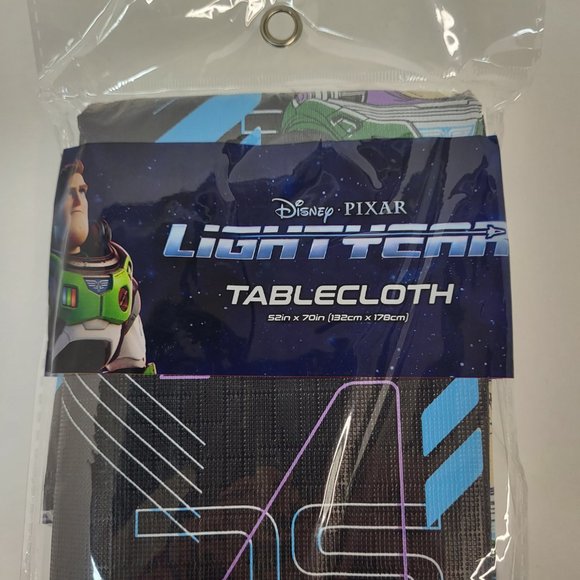 Disney · PIXAR
LIGHTYEAR
TABLECLOTH
52in x 70in (132cm x 178cm)